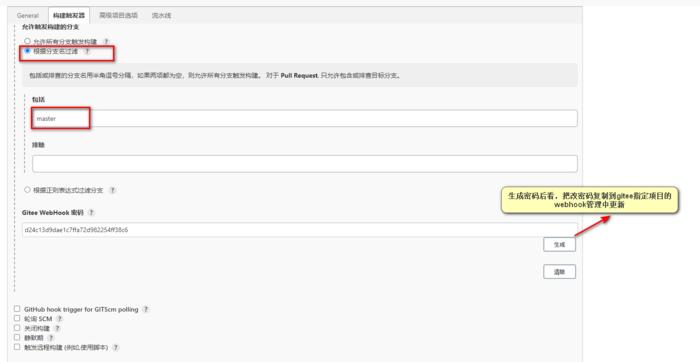 General 构建触发器 高级项目选项 流水线
允许触发构建的分支
允许所有分支触发构建 ?
根据分支名过滤 ?
包括或排查的分支名用半角逗号分隔，如果两项都为空，则允许所有分支触发构建。 对于 Pull Request, 只允许包含或排查目标分支。
包括
master
排除
根据正则表达式过滤分支 ?
生成密码后看，把改密码复制到gitee指定项目的
webhook管理中更新
Gitee WebHook 密码 ?
d24c13d9dae1c7ffa72d982254ff38c6
生成
清除
GitHub hook trigger for GITScm polling ?
轮询 SCM ?
关闭构建 ?
静默期 ?
触发远程构建 (例如,使用脚本) ?